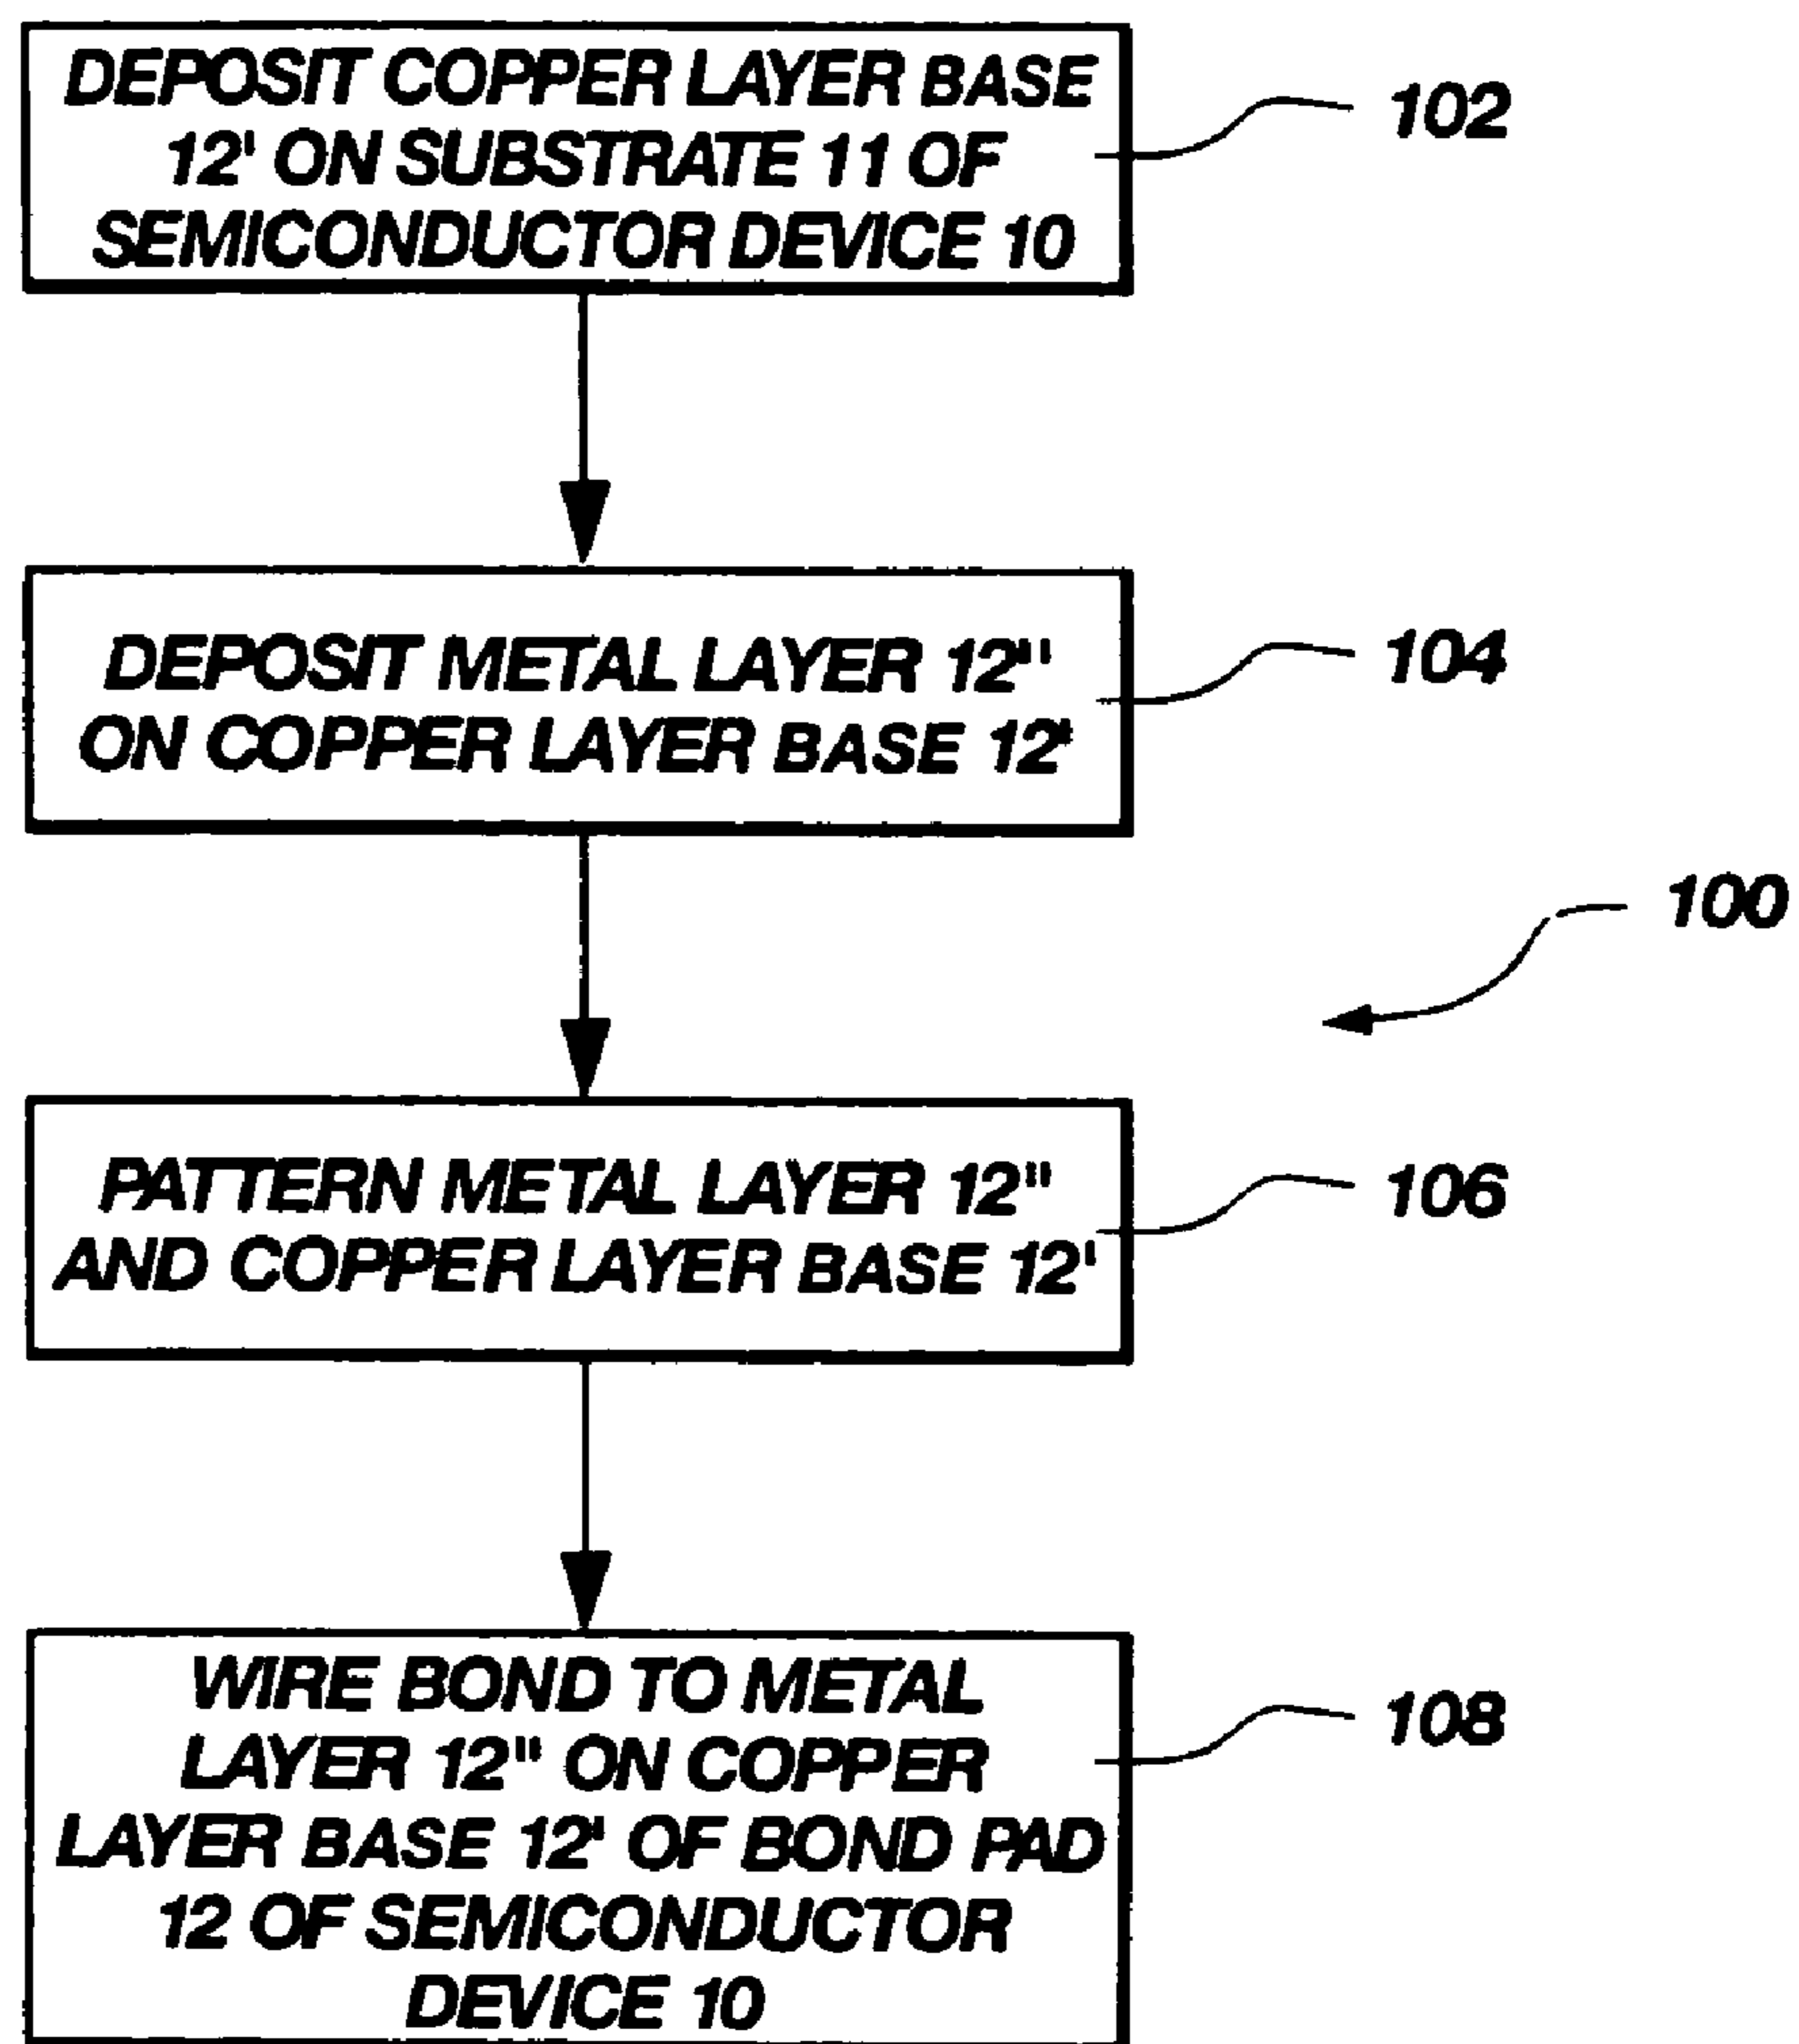 DEPOSIT COPPER LAYER BASE
12' ON SUBSTRATE 11 OF
SEMICONDUCTOR DEVICE 10
102
DEPOSIT METAL LAYER 12"
ON COPPER LAYER BASE 12'
104
100
PATTERN METAL LAYER 12"
AND COPPER LAYER BASE 12'
106
WIRE BOND TO METAL
LAYER 12" ON COPPER
LAYER BASE 12' OF BOND PAD
12 OF SEMICONDUCTOR
DEVICE 10
108